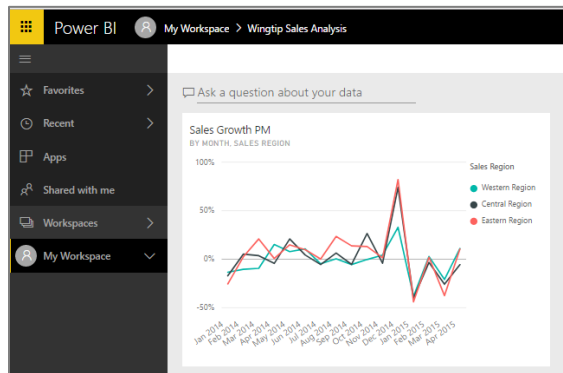 Power BI
My Workspace > Wingtip Sales Analysis
Favorites
Recent
Apps
Shared with me
Workspaces
My Workspace
Ask a question about your data
Sales Growth PM
BY MONTH, SALES REGION
100%
50%
0%
-50%
Jan 2014
Feb 2014
Mar 2014
Apr 2014
May 2014
Jun 2014
Jul 2014
Aug 2014
Sep 2014
Oct 2014
Nov 2014
Dec 2014
Jan 2015
Feb 2015
Mar 2015
Apr 2015
Sales Region
Western Region
Central Region
Eastern Region